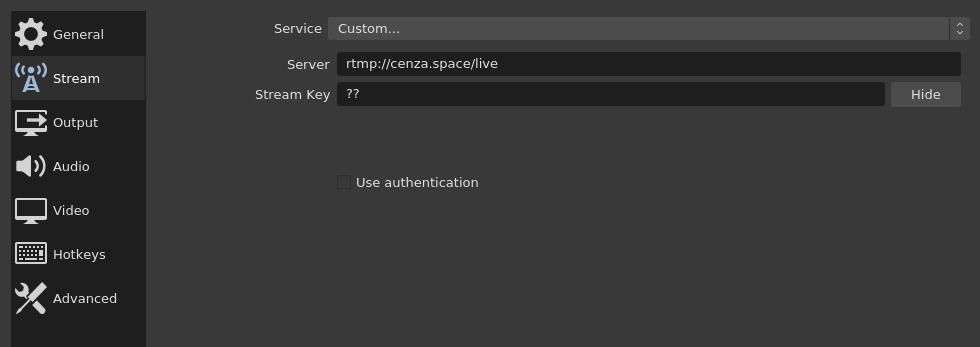 General
Stream
Output
Audio
Video
Hotkeys
Advanced
Service Custom...
Server rtmp://cenza.space/live
Stream Key ?? Hide
Use authentication